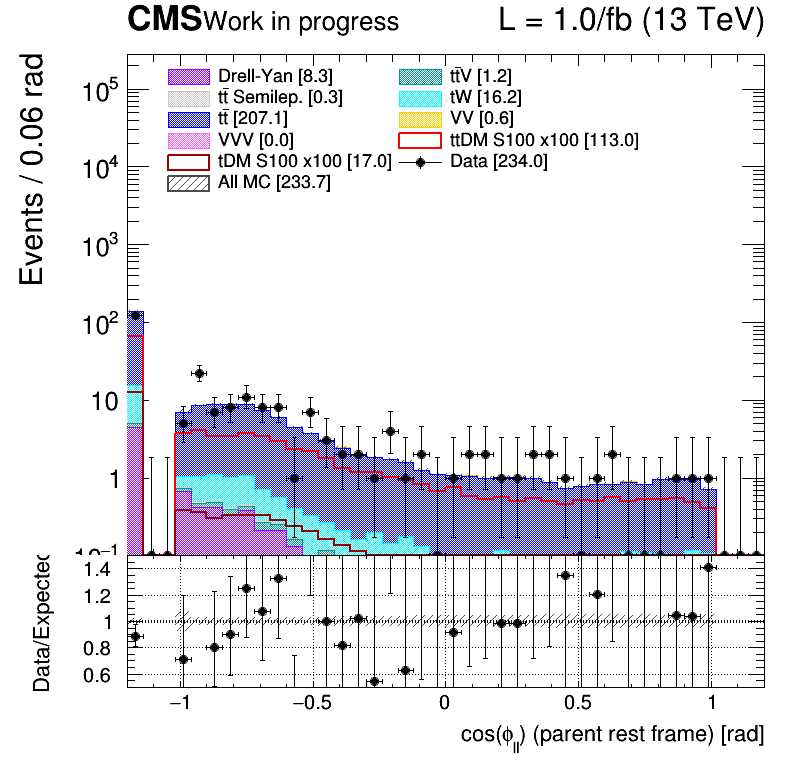 CMS Work in progress L = 1.0/fb (13 TeV)
Events / 0.06 rad
Drell-Yan [8.3]
tt̄V [1.2]
tt̄ Semilep. [0.3]
tW [16.2]
tt̄ [207.1]
VV [0.6]
VVV [0.0]
ttDM S100 x100 [113.0]
tDM S100 x100 [17.0]
Data [234.0]
All MC [233.7]
10⁵
10⁴
10³
10²
10
1
10⁻¹
Data/Expected
1.4
1.2
1
0.8
0.6
−1 −0.5 0 0.5 1
cos(ϕ_ll) (parent rest frame) [rad]